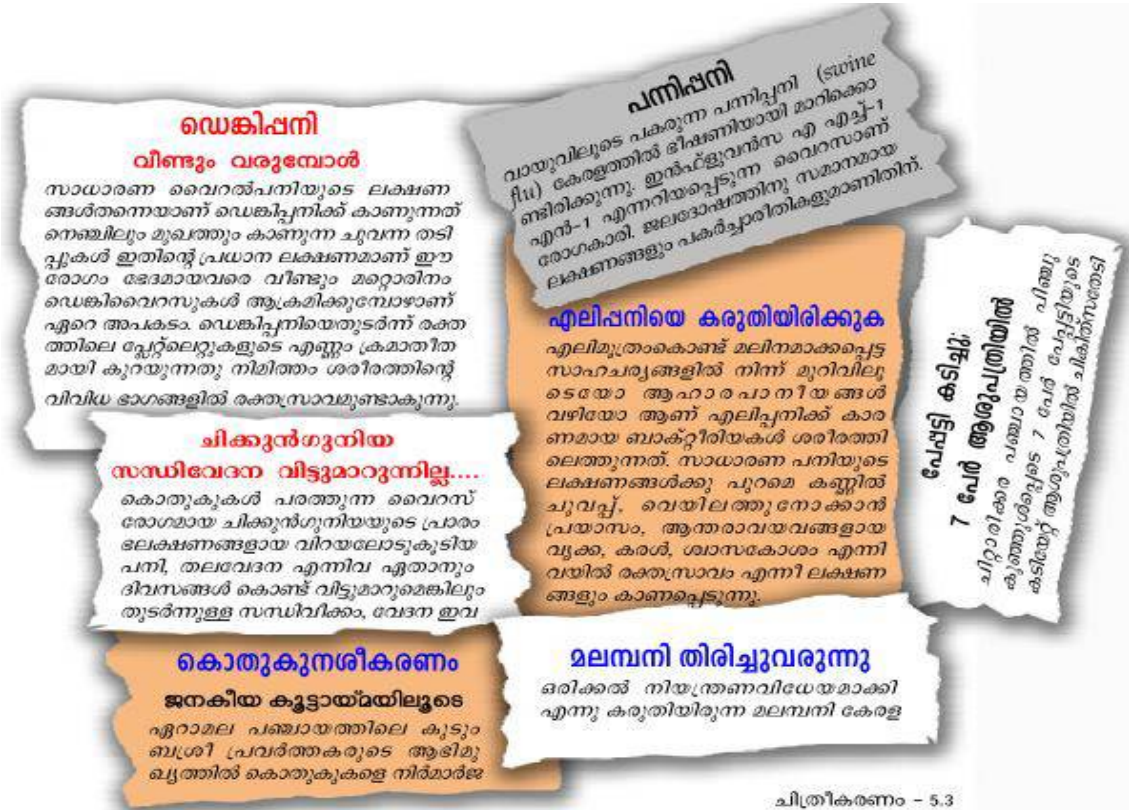 ഡെങ്കിപ്പനി
വീണ്ടും വരുമ്പോൾ
സാധാരണ വൈറൽപനിയുടെ ലക്ഷണ
ങ്ങൾതന്നെയാണ് ഡെങ്കിപ്പനിക്ക് കാണുന്നത്
നെഞ്ചിലും മുഖത്തും കാണുന്ന ചുവന്ന തടി
പ്പുകൾ ഇതിന്റെ പ്രധാന ലക്ഷണമാണ് ഈ
രോഗം ഭേദമായവരെ വീണ്ടും മറ്റൊരിനം
ഡെങ്കിവൈറസുകൾ ആക്രമിക്കുമ്പോഴാണ്
ഏറെ അപകടം. ഡെങ്കിപ്പനിയെതുടർന്ന് രക്ത
ത്തിലെ പ്ലേറ്റ്ലെറ്റുകളുടെ എണ്ണം ക്രമാതീത
മായി കുറയുന്നതു നിമിത്തം ശരീരത്തിന്റെ
വിവിധ ഭാഗങ്ങളിൽ രക്തസ്രാവമുണ്ടാകുന്നു.
പന്നിപ്പനി
വായുവിലൂടെ പകരുന്ന പന്നിപ്പനി (swine
flu) കേരളത്തിൽ ഭീഷണിയായി മാറിക്കൊ
ണ്ടിരിക്കുന്നു. ഇൻഫ്ളുവൻസ എ എച്ച്-1
എൻ-1 എന്നറിയപ്പെടുന്ന വൈറസാണ്
രോഗകാരി. ജലദോഷത്തിനു സമാനമായ
ലക്ഷണങ്ങളും പകർച്ചാരീതികളുമാണിതിന്.
എലിപ്പനിയെ കരുതിയിരിക്കുക
എലിമൂത്രംകൊണ്ട് മലിനമാക്കപ്പെട്ട
സാഹചര്യങ്ങളിൽ നിന്ന് മുറിവിലൂ
ടെയോ ആഹാരപാനീയങ്ങൾ
വഴിയോ ആണ് എലിപ്പനിക്ക് കാര
ണമായ ബാക്റ്റീരിയകൾ ശരീരത്തി
ലെത്തുന്നത്. സാധാരണ പനിയുടെ
ലക്ഷണങ്ങൾക്കു പുറമെ കണ്ണിൽ
ചുവപ്പ്, വെയിലത്തുനോക്കാൻ
പ്രയാസം, ആന്തരാവയവങ്ങളായ
വൃക്ക, കരൾ, ശ്വാസകോശം എന്നി
വയിൽ രക്തസ്രാവം എന്നീ ലക്ഷണ
ങ്ങളും കാണപ്പെടുന്നു.
പേപ്പട്ടി കടിച്ചു;
7 പേർ ആശുപത്രിയിൽ
ചിറ്റാരിക്കര പഞ്ചായത്തിൽ പിഞ്ചു
കുഞ്ഞുൾപ്പെടെ 7 പേർ പേപ്പട്ടിയുടെ
കടിയേറ്റ് ആശുപത്രിയിൽ ചികിത്സതേടി
ചിക്കുൻഗുനിയ
സന്ധിവേദന വിട്ടുമാറുന്നില്ല....
കൊതുകുകൾ പരത്തുന്ന വൈറസ്
രോഗമായ ചിക്കുൻഗുനിയയുടെ പ്രാരം
ഭലക്ഷണങ്ങളായ വിറയലോടുകൂടിയ
പനി, തലവേദന എന്നിവ ഏതാനും
ദിവസങ്ങൾ കൊണ്ട് വിട്ടുമാറുമെങ്കിലും
തുടർന്നുള്ള സന്ധിവീക്കം, വേദന ഇവ
കൊതുകുനശീകരണം
ജനകീയ കൂട്ടായ്മയിലൂടെ
ഏറാമല പഞ്ചായത്തിലെ കുടും
ബശ്രീ പ്രവർത്തകരുടെ ആഭിമു
ഖ്യത്തിൽ കൊതുകുകളെ നിർമാർജ
മലമ്പനി തിരിച്ചുവരുന്നു
ഒരിക്കൽ നിയന്ത്രണവിധേയമാക്കി
എന്നു കരുതിയിരുന്ന മലമ്പനി കേരള
ചിത്രീകരണം - 5.3